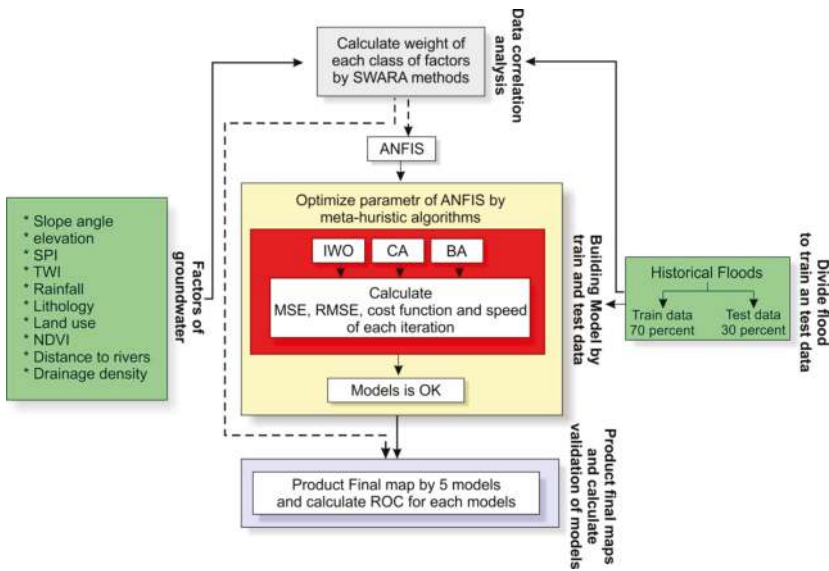 Calculate weight of
each class of factors
by SWARA methods
Data correlation
analysis
ANFIS
Optimize parametr of ANFIS by
meta-huristic algorithms
IWO
CA
BA
Calculate
MSE, RMSE, cost function and speed
of each iteration
Models is OK
Building Model by
train and test data
* Slope angle
* elevation
* SPI
* TWI
* Rainfall
* Lithology
* Land use
* NDVI
* Distance to rivers
* Drainage density
Factors of
groundwater
Historical Floods
Train data
70 percent
Test data
30 percent
Divide flood
to train an test data
Product Final map by 5 models
and calculate ROC for each models
Product final maps
and calculate
validation of models